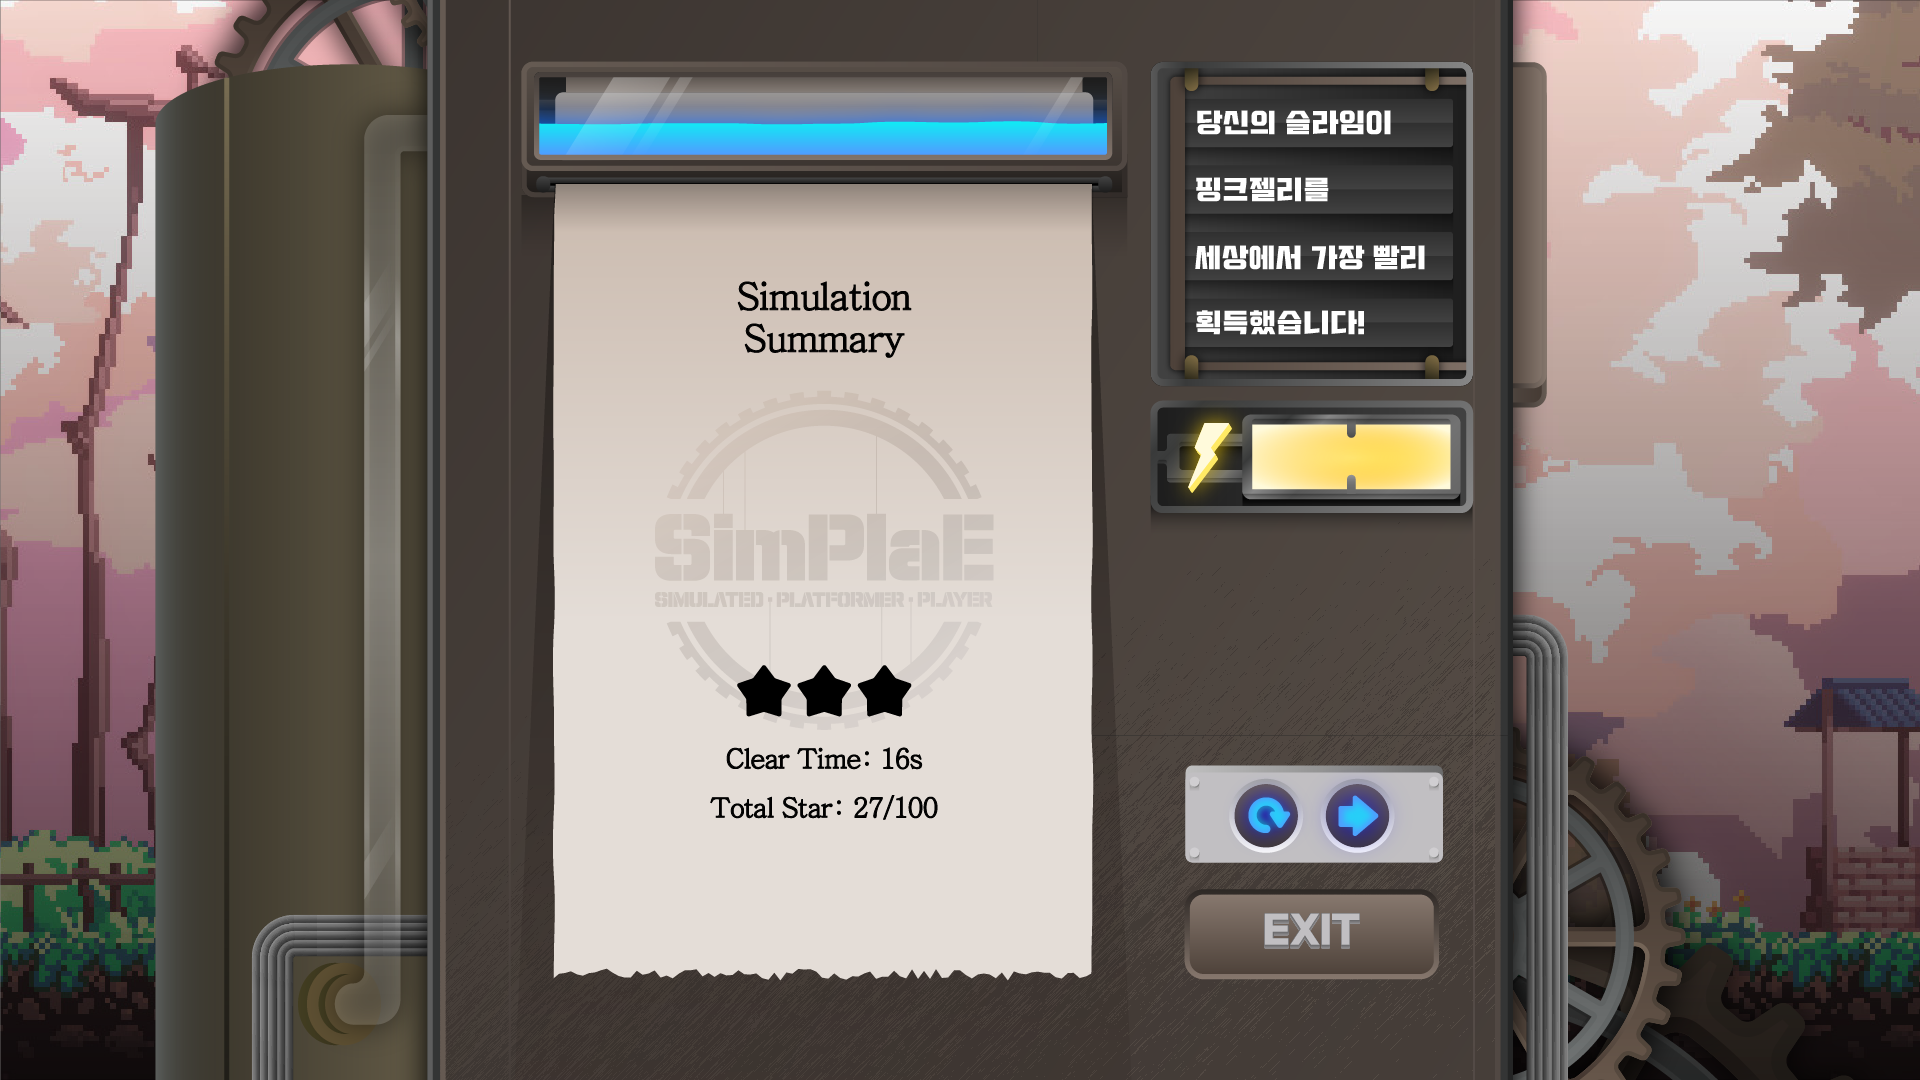 Simulation
Summary
SimPlaE
SIMULATED·PLATFORMER·PLAYER
Clear Time: 16s
Total Star: 27/100
당신의 슬라임이
핑크젤리를
세상에서 가장 빨리
획득했습니다!
EXIT